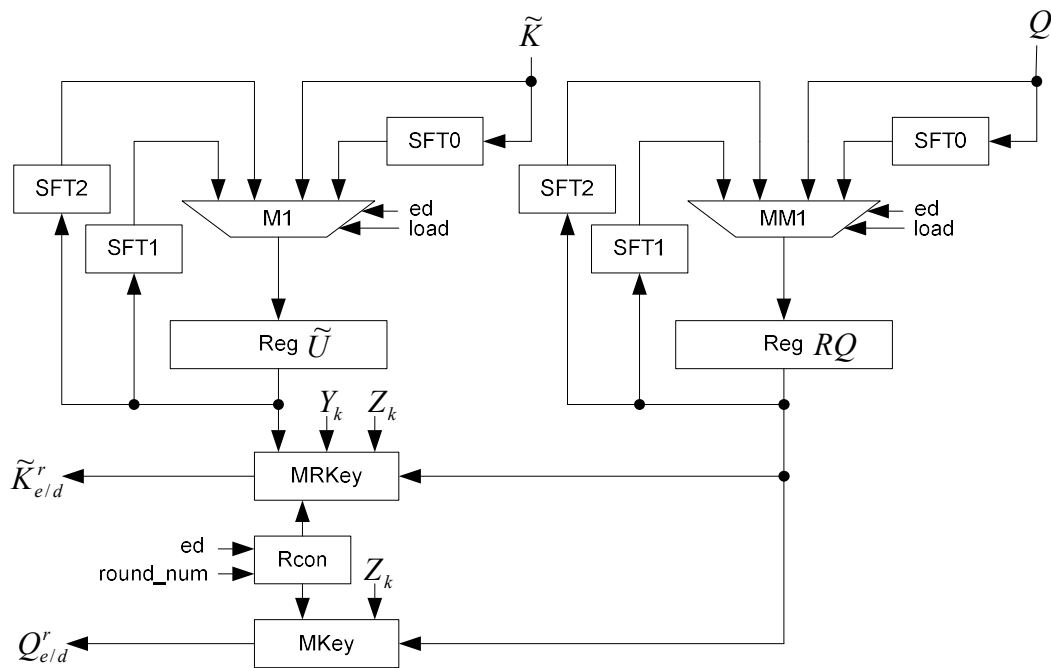 K̃
Q
SFT0
SFT0
SFT2
SFT2
M1
ed
load
MM1
ed
load
SFT1
SFT1
Reg Ũ
Reg RQ
Y_k
Z_k
K̃^r_{e/d}
MRKey
ed
round_num
Rcon
Z_k
Q^r_{e/d}
MKey